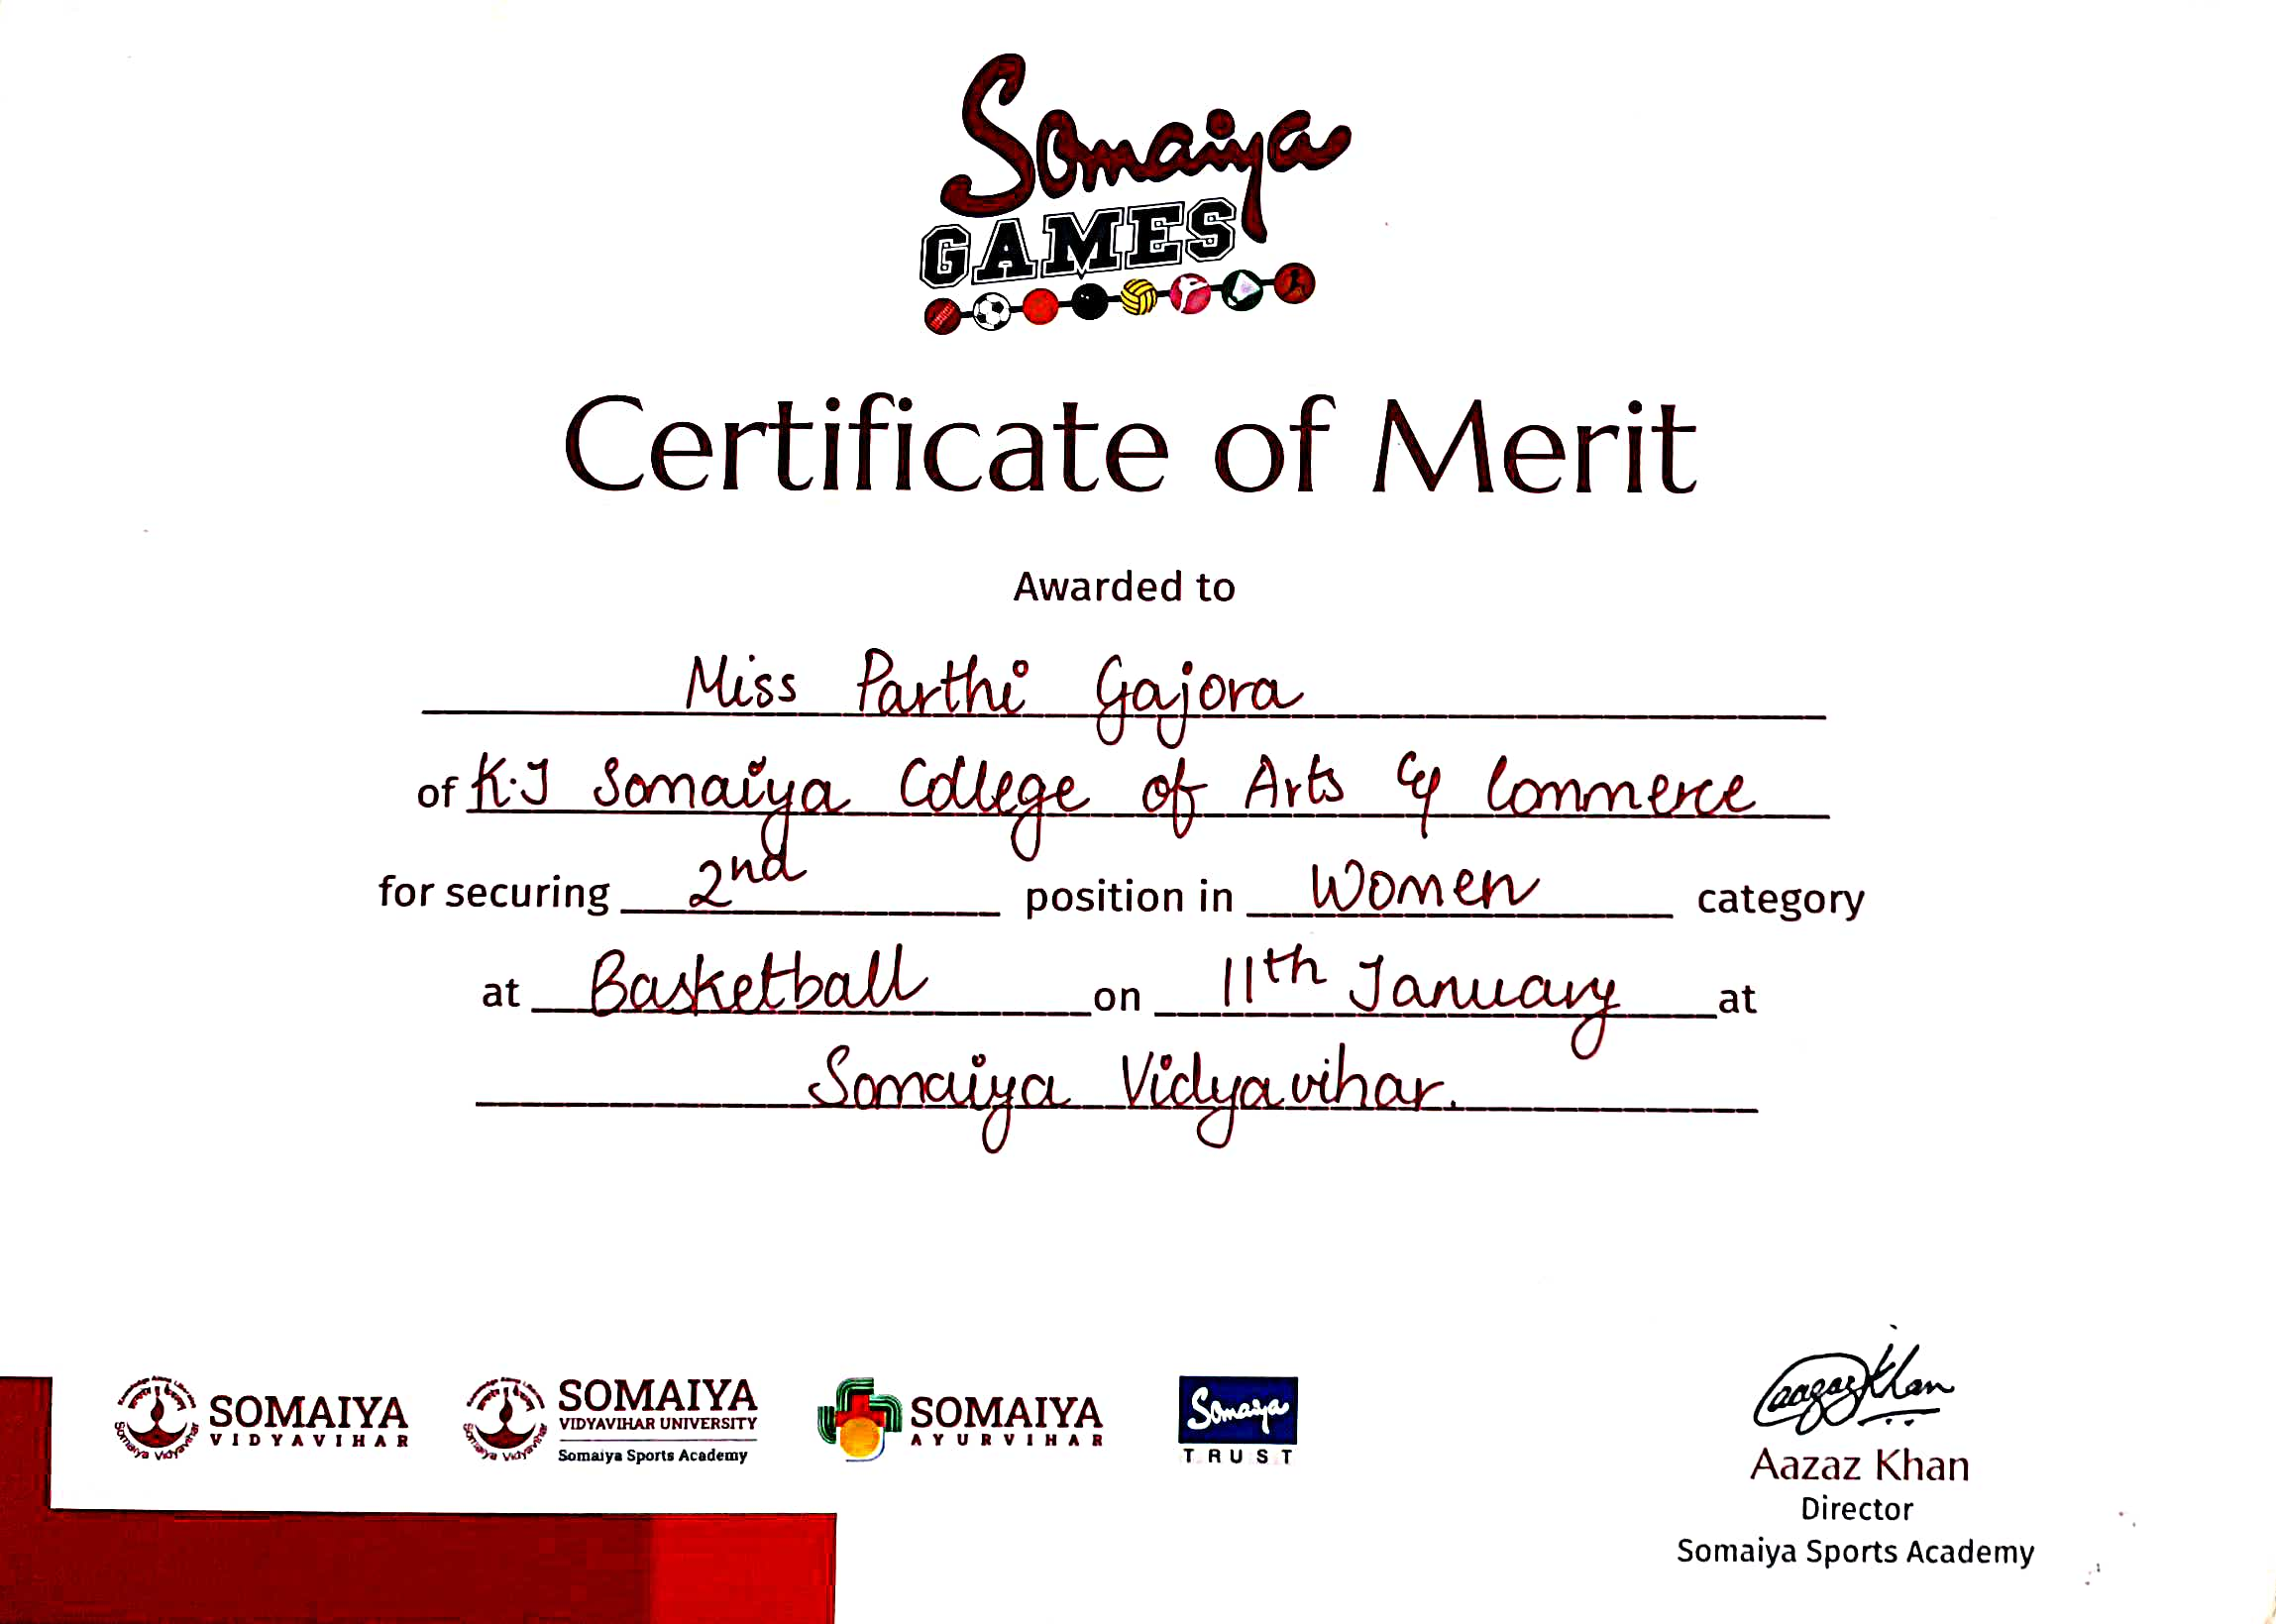 Somaiya
GAMES
Certificate of Merit
Awarded to
Miss Parthi Gajora
of K.J Somaiya College of Arts & Commerce
for securing 2nd position in Women category
at Basketball on 11th January at
Somaiya Vidyavihar.
SOMAIYA
VIDYAVIHAR
SOMAIYA
VIDYAVIHAR UNIVERSITY
Somaiya Sports Academy
SOMAIYA
AYURVIHAR
Somaiya
TRUST
Aazaz Khan
Aazaz Khan
Director
Somaiya Sports Academy